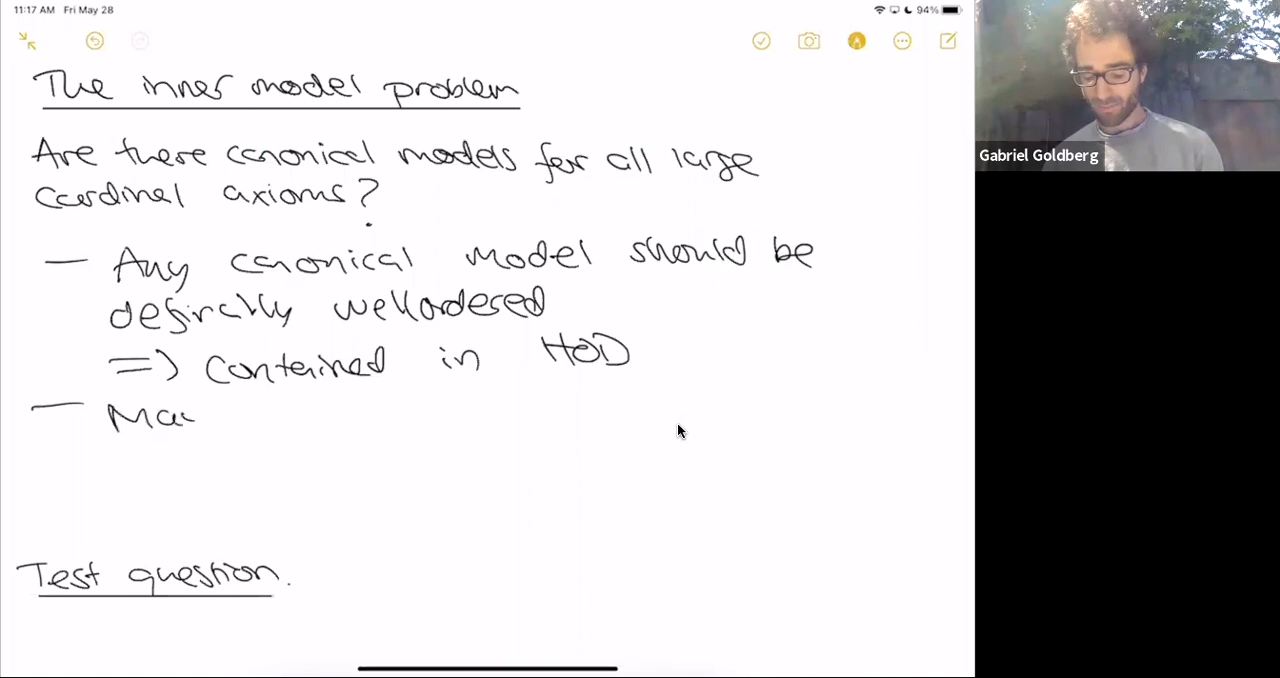 11:17 AM Fri May 28
94%
The inner model problem
Are there canonical models for all large
cardinal axioms?
— Any canonical model should be
definably wellordered
=> contained in HOD
— Mac
Test question.
Gabriel Goldberg